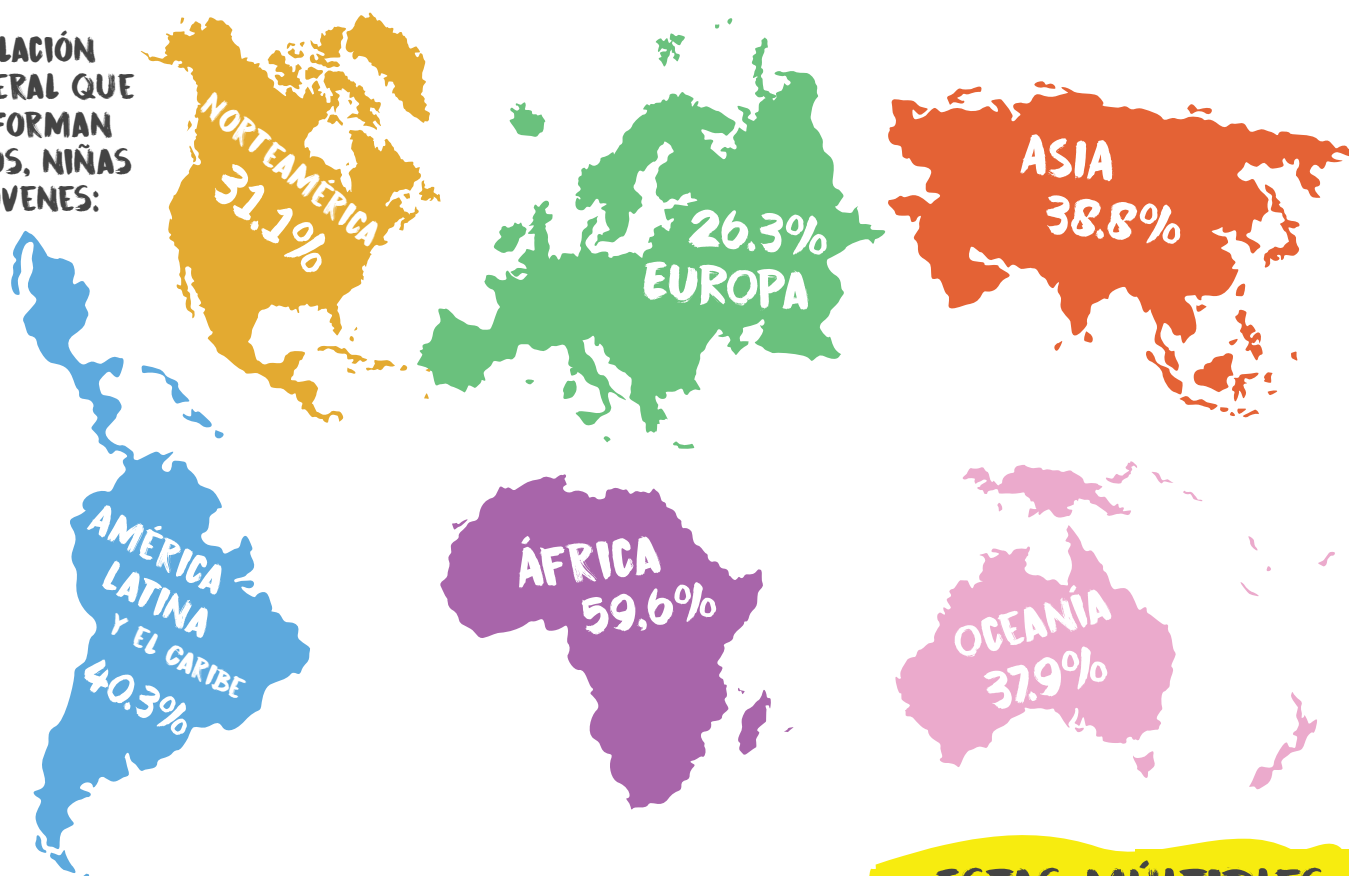 LACIÓN
ERAL QUE
FORMAN
OS, NIÑAS
VENES:
NORTEAMÉRICA
31.1%
26.3%
EUROPA
ASIA
38.8%
AMÉRICA
LATINA
Y EL CARIBE
40.3%
ÁFRICA
59,6%
OCEANÍA
37.9%